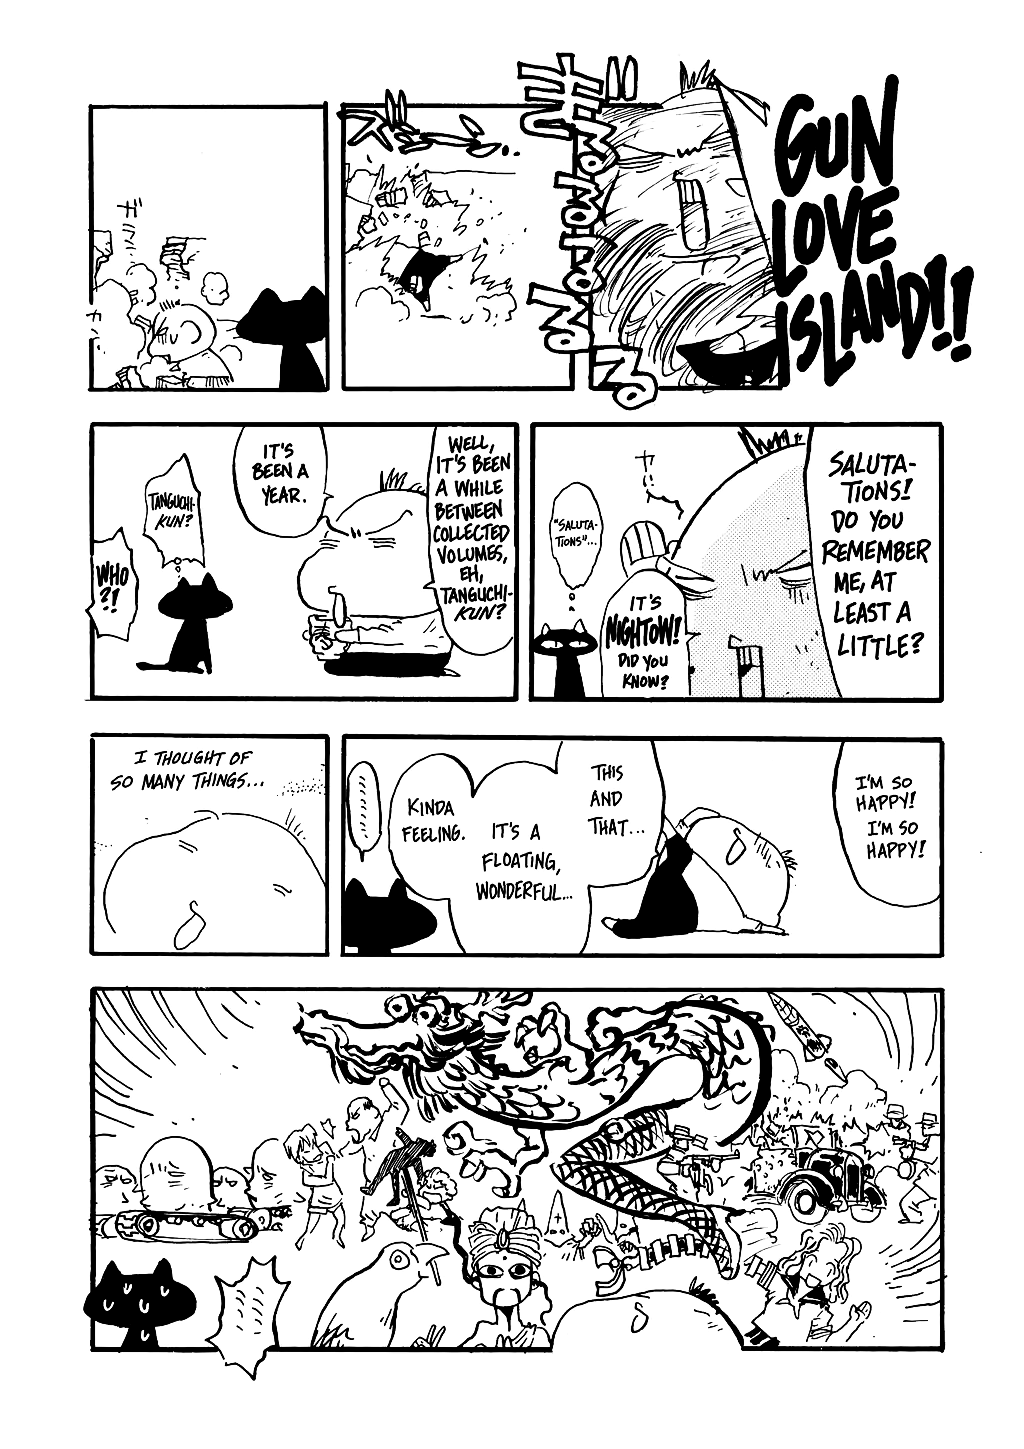 GUN
LOVE
ISLAND!!
SALUTA-
TIONS!
DO YOU
REMEMBER
ME, AT
LEAST A
LITTLE?
IT'S
NIGHTOW!
DID YOU
KNOW?
"SALUTA-
TIONS"...
WELL,
IT'S BEEN
A WHILE
BETWEEN
COLLECTED
VOLUMES,
EH,
TANGUCHI-
KUN?
IT'S
BEEN A
YEAR.
TANGUCHI-
KUN?
WHO
?!
I'M SO
HAPPY!
I'M SO
HAPPY!
THIS
AND
THAT...
IT'S A
FLOATING,
WONDERFUL...
KINDA
FEELING.
I THOUGHT OF
SO MANY THINGS...